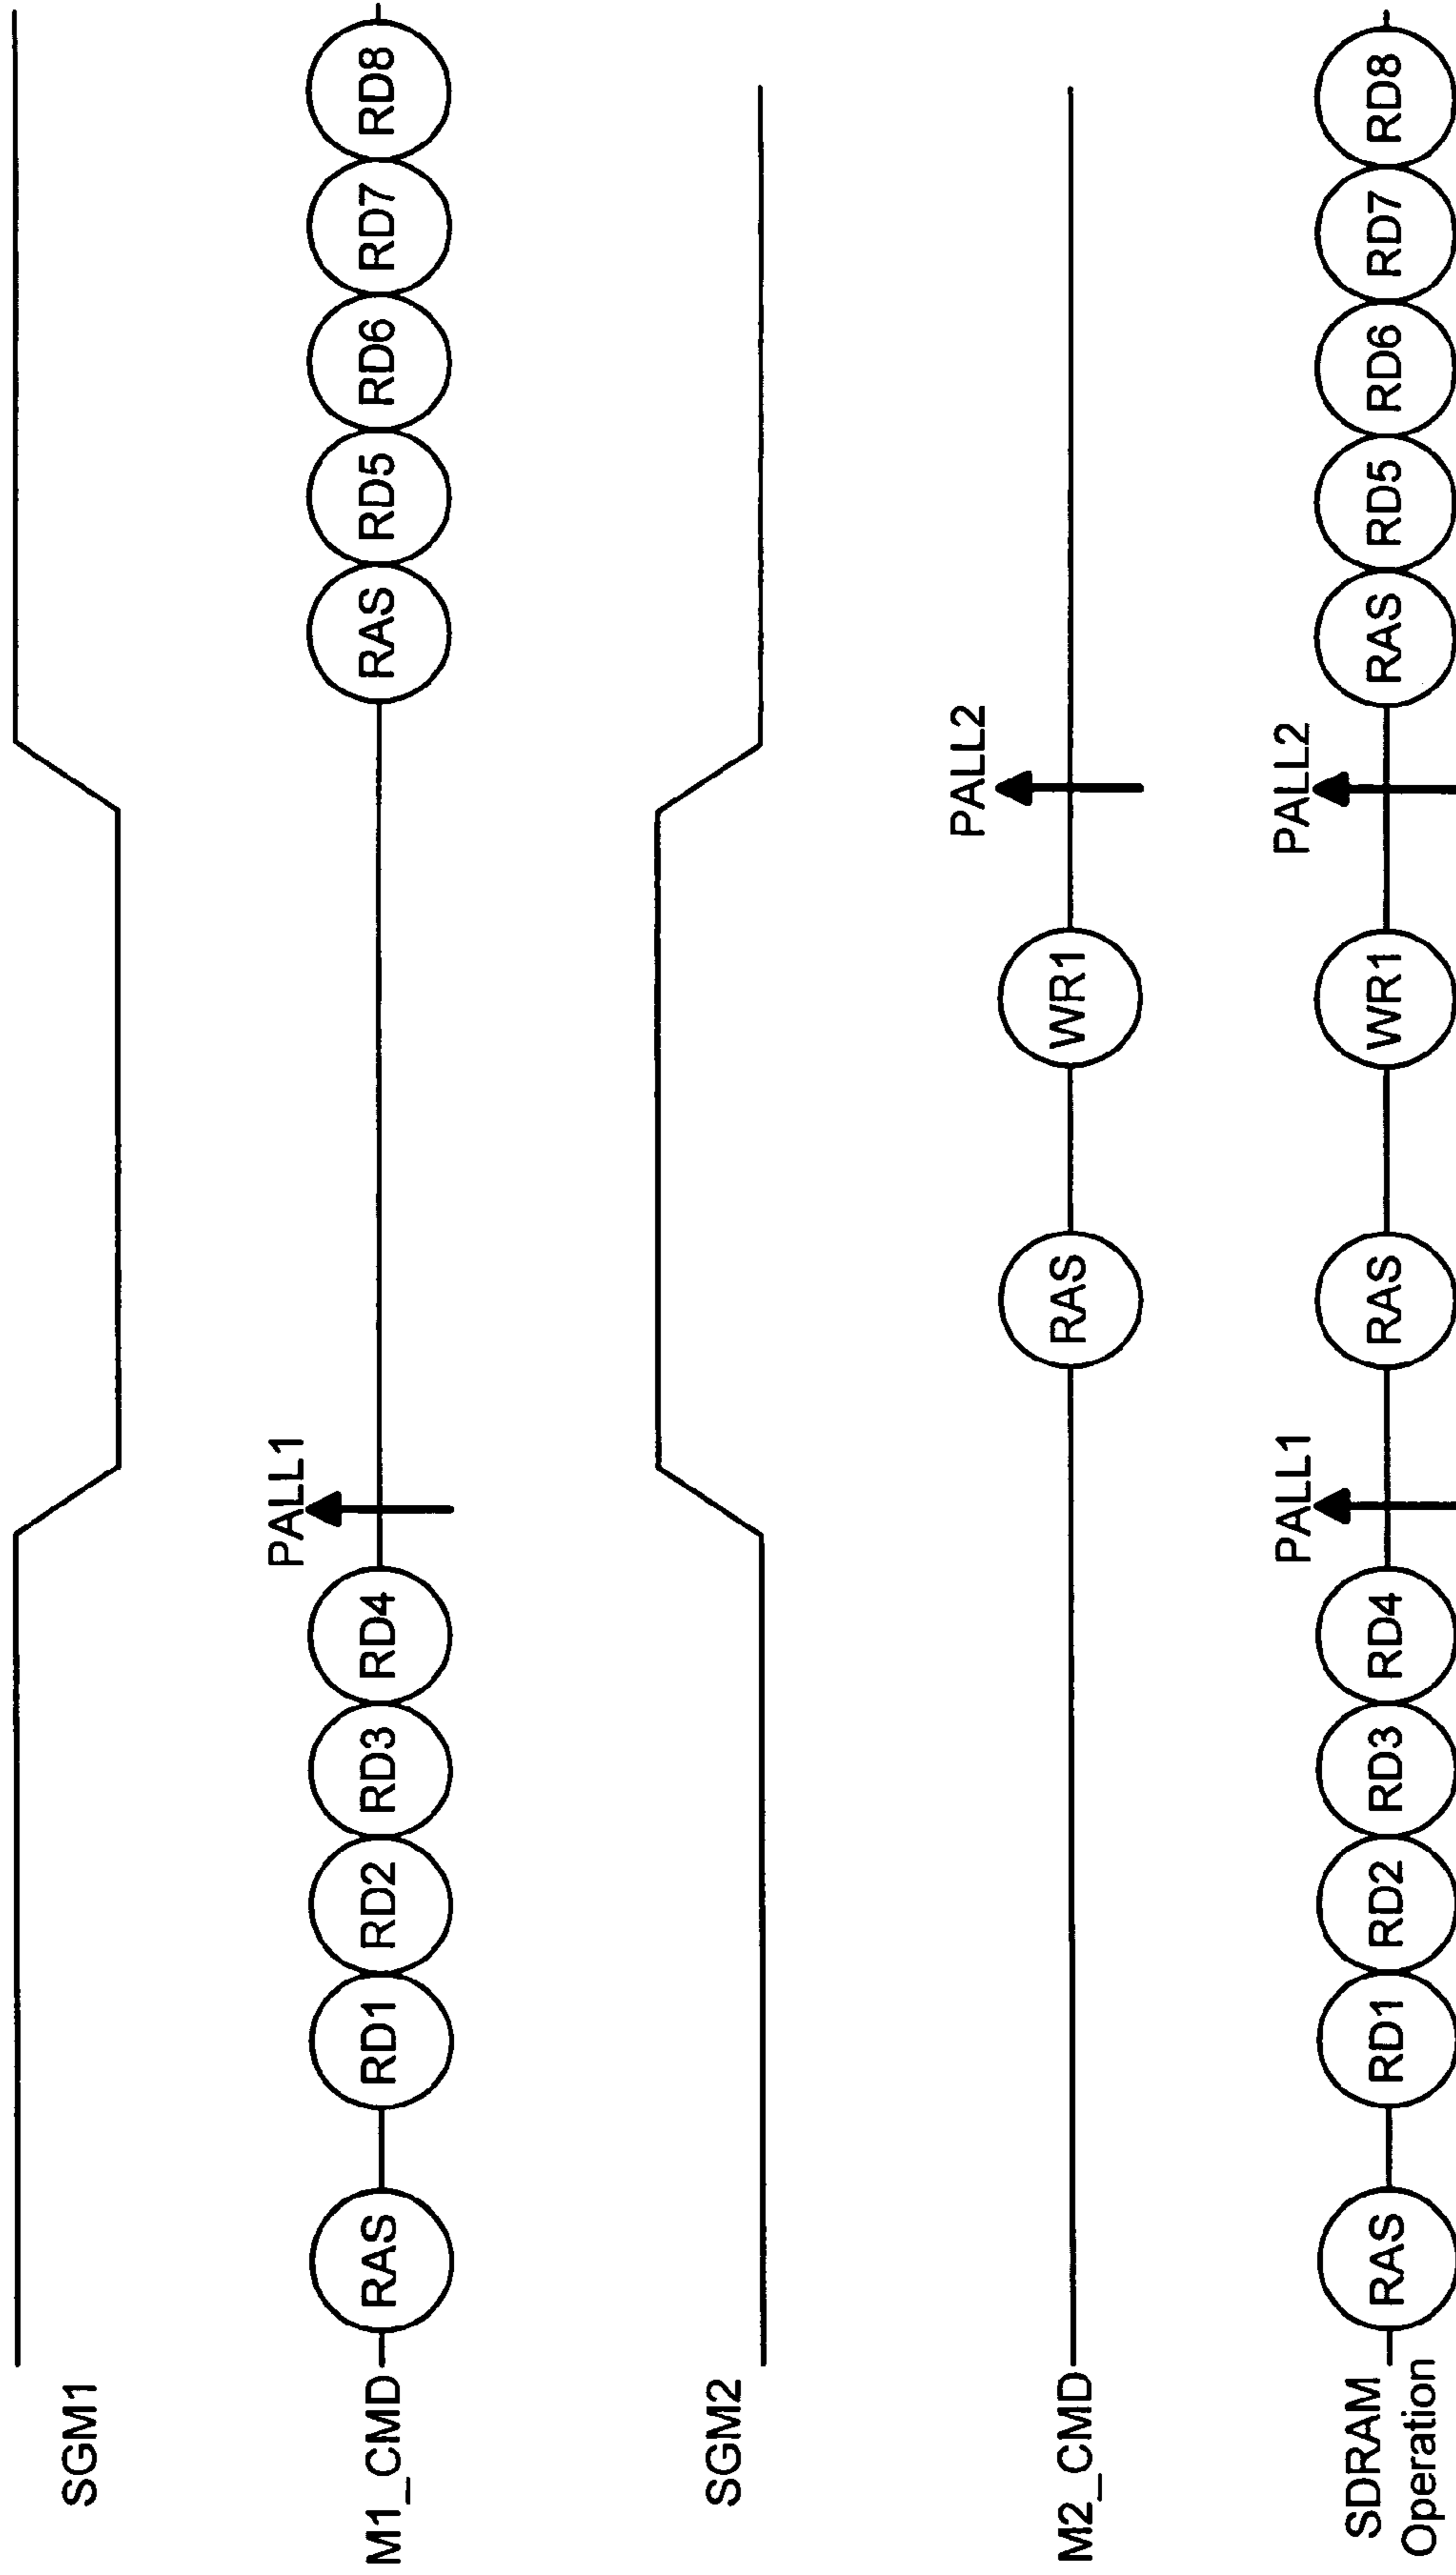 SGM1
M1_CMD
RAS
RD1
RD2
RD3
RD4
PALL1
RAS
RD5
RD6
RD7
RD8
SGM2
M2_CMD
RAS
WR1
PALL2
SDRAM
Operation
RAS
RD1
RD2
RD3
RD4
PALL1
RAS
WR1
PALL2
RAS
RD5
RD6
RD7
RD8